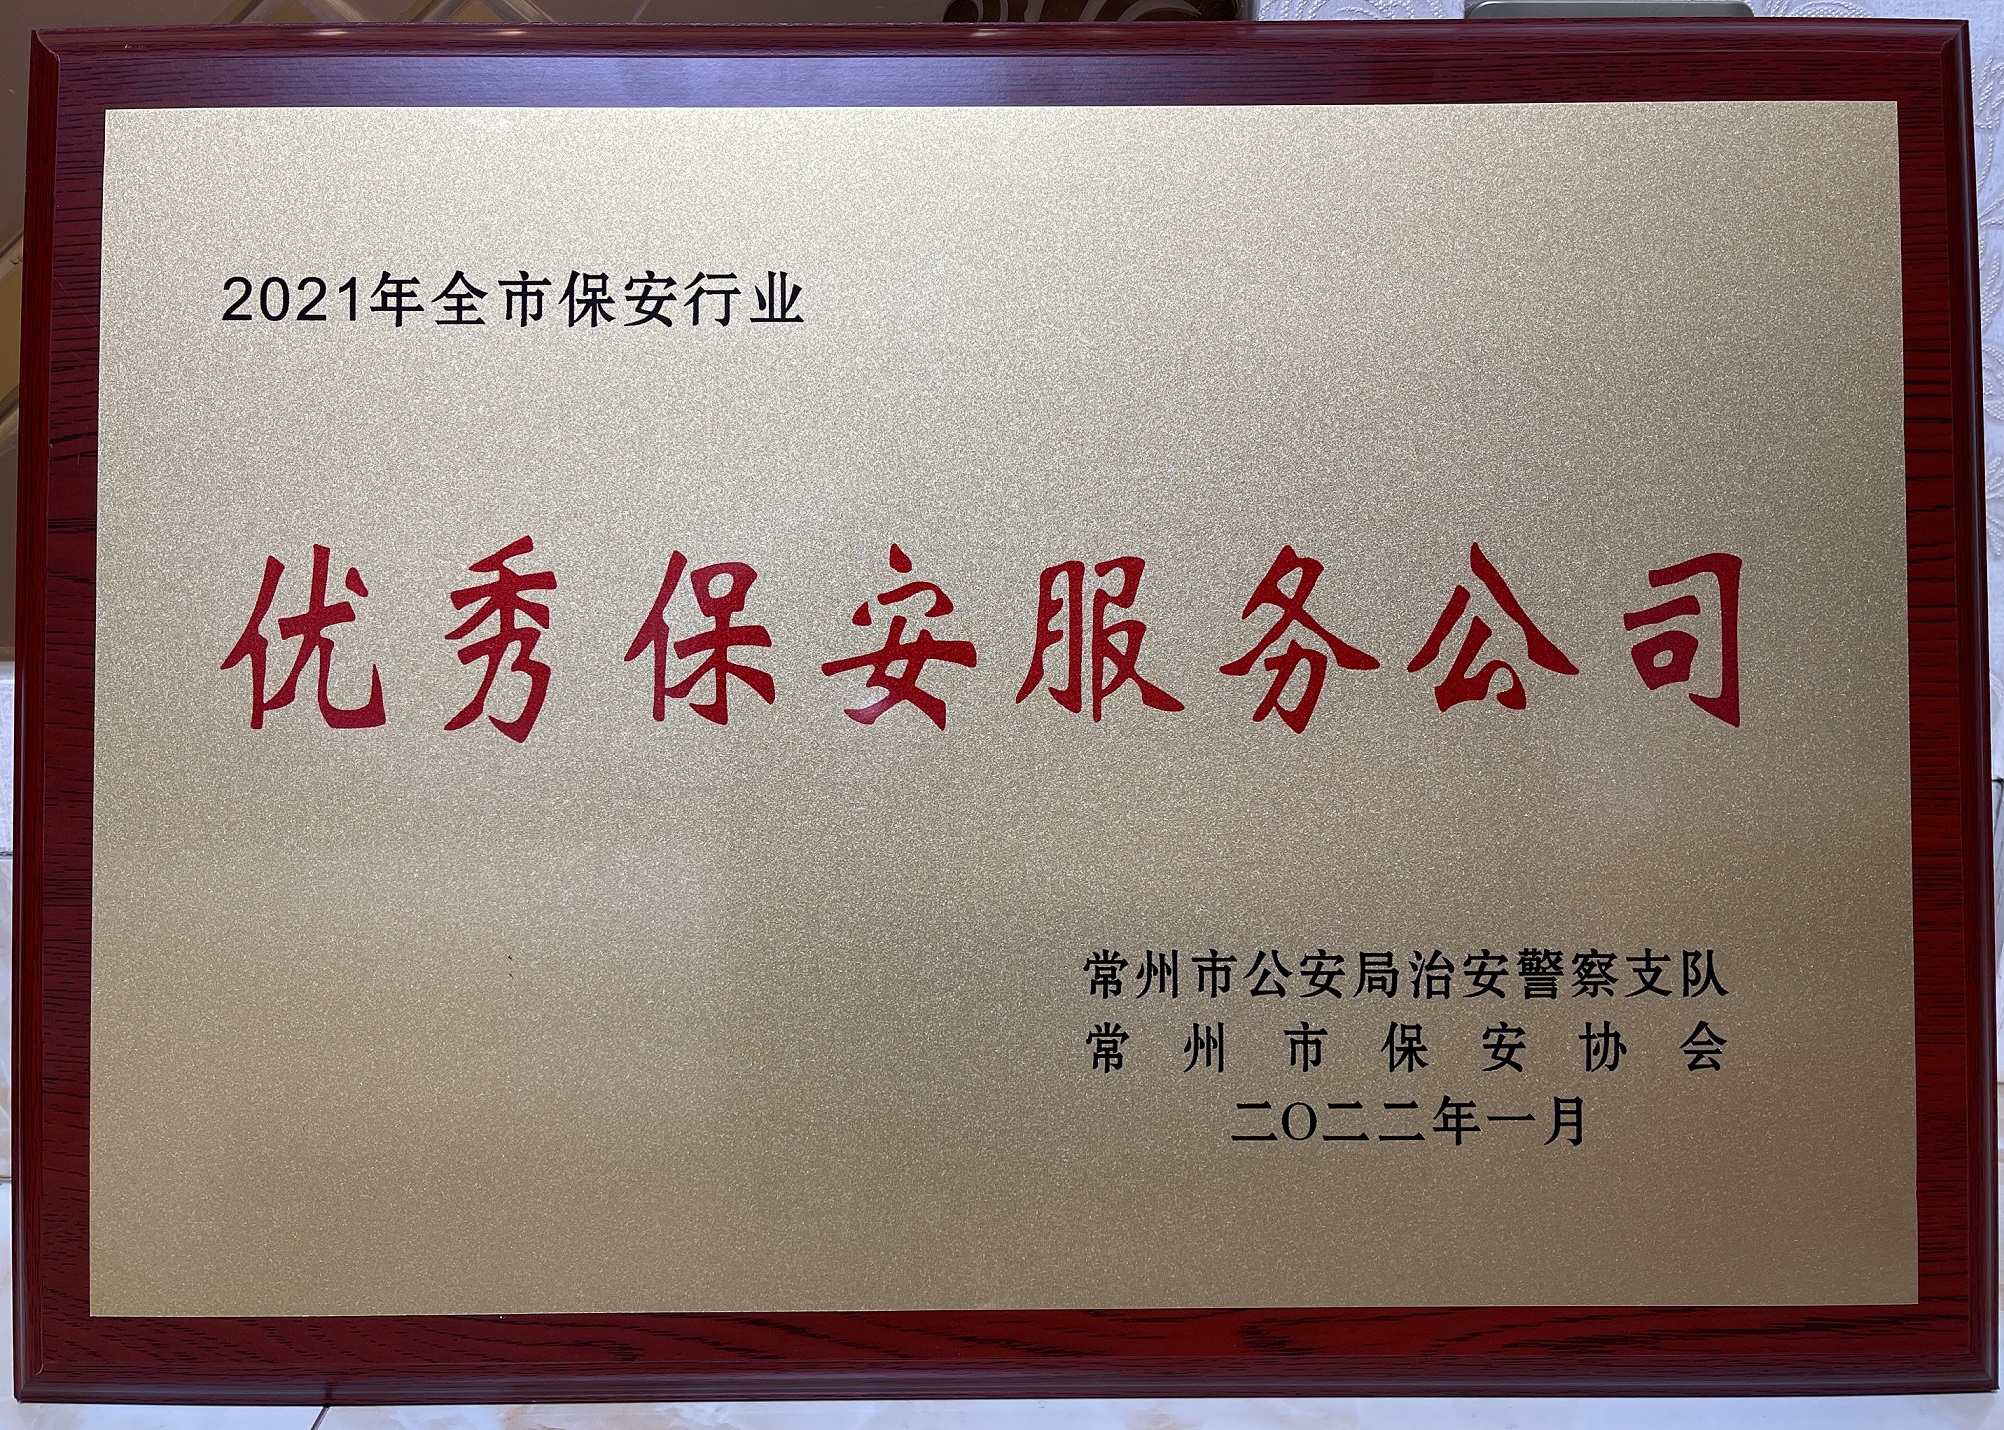 2021年全市保安行业
优秀保安服务公司
常州市公安局治安警察支队
常州市保安协会
二〇二二年一月